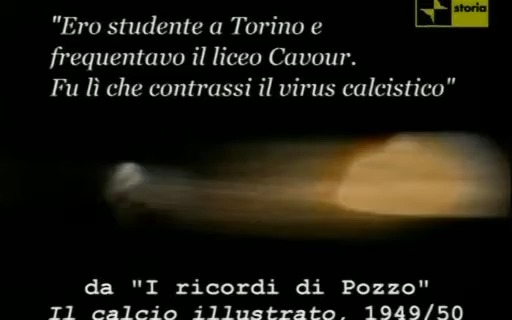 "Ero studente a Torino e
frequentavo il liceo Cavour.
Fu lì che contrassi il virus calcistico"
storia
da "I ricordi di Pozzo"
Il calcio illustrato, 1949/50